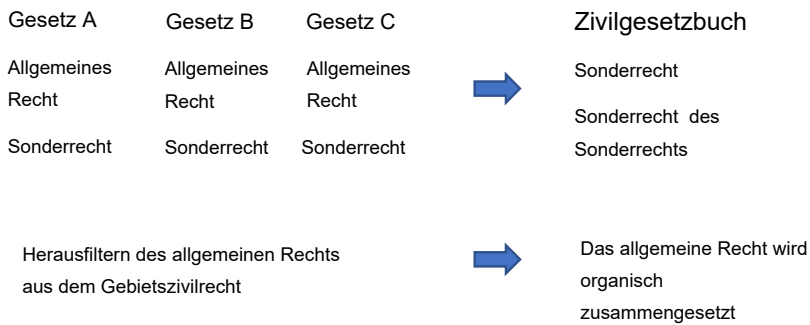 Gesetz A Gesetz B Gesetz C Zivilgesetzbuch
Allgemeines Recht
Allgemeines Recht
Allgemeines Recht
Sonderrecht
Sonderrecht des Sonderrechts
Sonderrecht Sonderrecht Sonderrecht
Herausfiltern des allgemeinen Rechts
aus dem Gebietszivilrecht
Das allgemeine Recht wird
organisch
zusammengesetzt